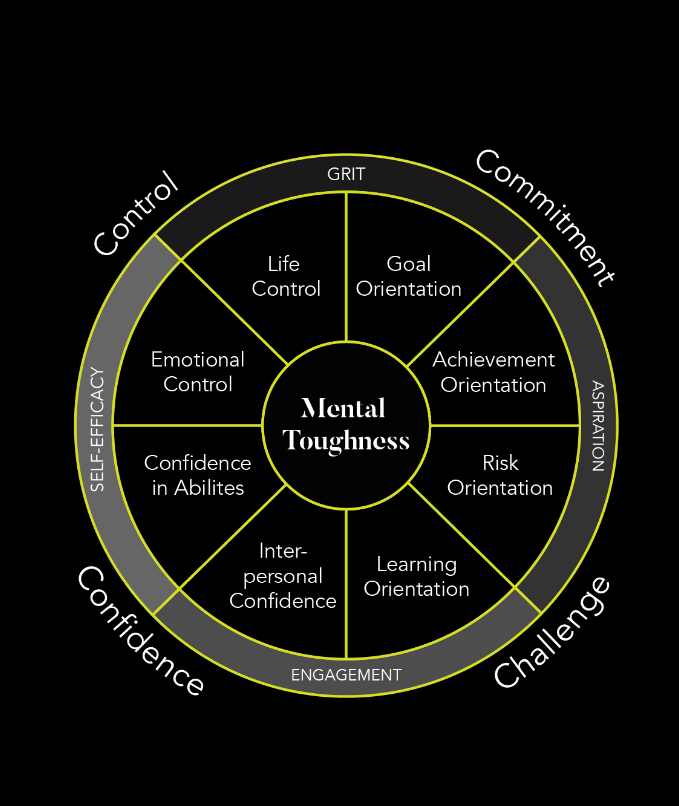 GRIT
Control
Commitment
Life
Control
Goal
Orientation
Emotional
Control
Achievement
Orientation
SELF-EFFICACY
Mental
Toughness
ASPIRATION
Confidence
in Abilites
Risk
Orientation
Inter-
personal
Confidence
Learning
Orientation
Confidence
Challenge
ENGAGEMENT